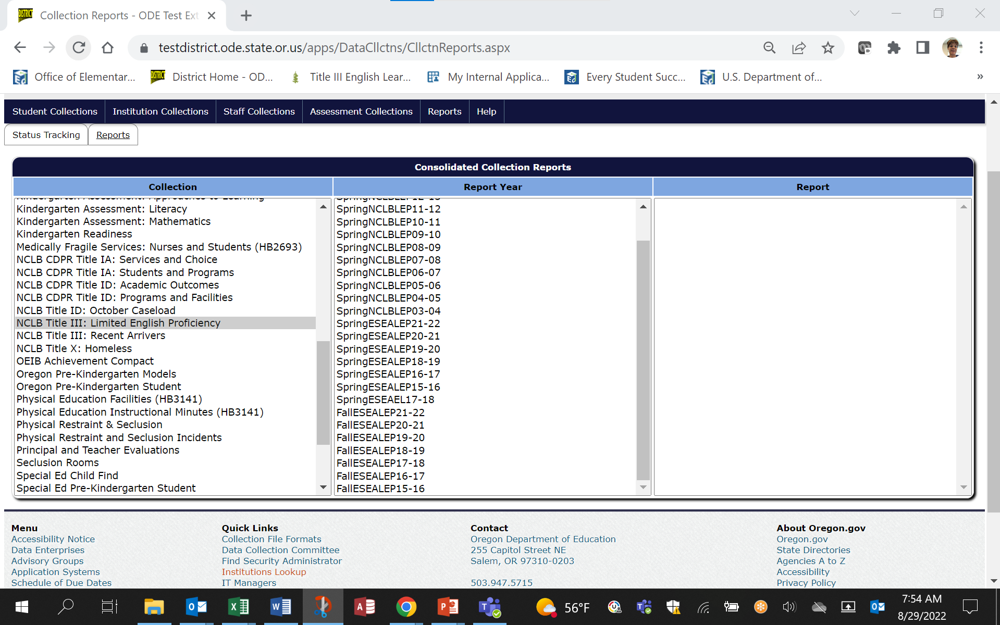 Collection Reports - ODE Test Ext
testdistrict.ode.state.or.us/apps/DataCllctns/CllctnReports.aspx
Office of Elementar...
District Home - OD...
Title III English Lear...
My Internal Applica...
Every Student Succ...
U.S. Department of...
»
Student Collections
Institution Collections
Staff Collections
Assessment Collections
Reports
Help
Status Tracking
Reports
Consolidated Collection Reports
Collection
Kindergarten Assessment: Approaches to Learning
Kindergarten Assessment: Literacy
Kindergarten Assessment: Mathematics
Kindergarten Readiness
Medically Fragile Services: Nurses and Students (HB2693)
NCLB CDPR Title IA: Services and Choice
NCLB CDPR Title IA: Students and Programs
NCLB CDPR Title ID: Academic Outcomes
NCLB CDPR Title ID: Programs and Facilities
NCLB Title ID: October Caseload
NCLB Title III: Limited English Proficiency
NCLB Title III: Recent Arrivers
NCLB Title X: Homeless
OEIB Achievement Compact
Oregon Pre-Kindergarten Models
Oregon Pre-Kindergarten Student
Physical Education Facilities (HB3141)
Physical Education Instructional Minutes (HB3141)
Physical Restraint & Seclusion
Physical Restraint and Seclusion Incidents
Principal and Teacher Evaluations
Seclusion Rooms
Special Ed Child Find
Special Ed Pre-Kindergarten Student
Report Year
SpringNCLBLEP12-13
SpringNCLBLEP11-12
SpringNCLBLEP10-11
SpringNCLBLEP09-10
SpringNCLBLEP08-09
SpringNCLBLEP07-08
SpringNCLBLEP06-07
SpringNCLBLEP05-06
SpringNCLBLEP04-05
SpringNCLBLEP03-04
SpringESEALEP21-22
SpringESEALEP20-21
SpringESEALEP19-20
SpringESEALEP18-19
SpringESEALEP16-17
SpringESEALEP15-16
SpringESEAEL17-18
FallESEALEP21-22
FallESEALEP20-21
FallESEALEP19-20
FallESEALEP18-19
FallESEALEP17-18
FallESEALEP16-17
FallESEALEP15-16
Report
Menu
Accessibility Notice
Data Enterprises
Advisory Groups
Application Systems
Schedule of Due Dates
Quick Links
Collection File Formats
Data Collection Committee
Find Security Administrator
Institutions Lookup
IT Managers
Contact
Oregon Department of Education
255 Capitol Street NE
Salem, OR 97310-0203
503.947.5715
About Oregon.gov
Oregon.gov
State Directories
Agencies A to Z
Accessibility
Privacy Policy
56°F
7:54 AM
8/29/2022